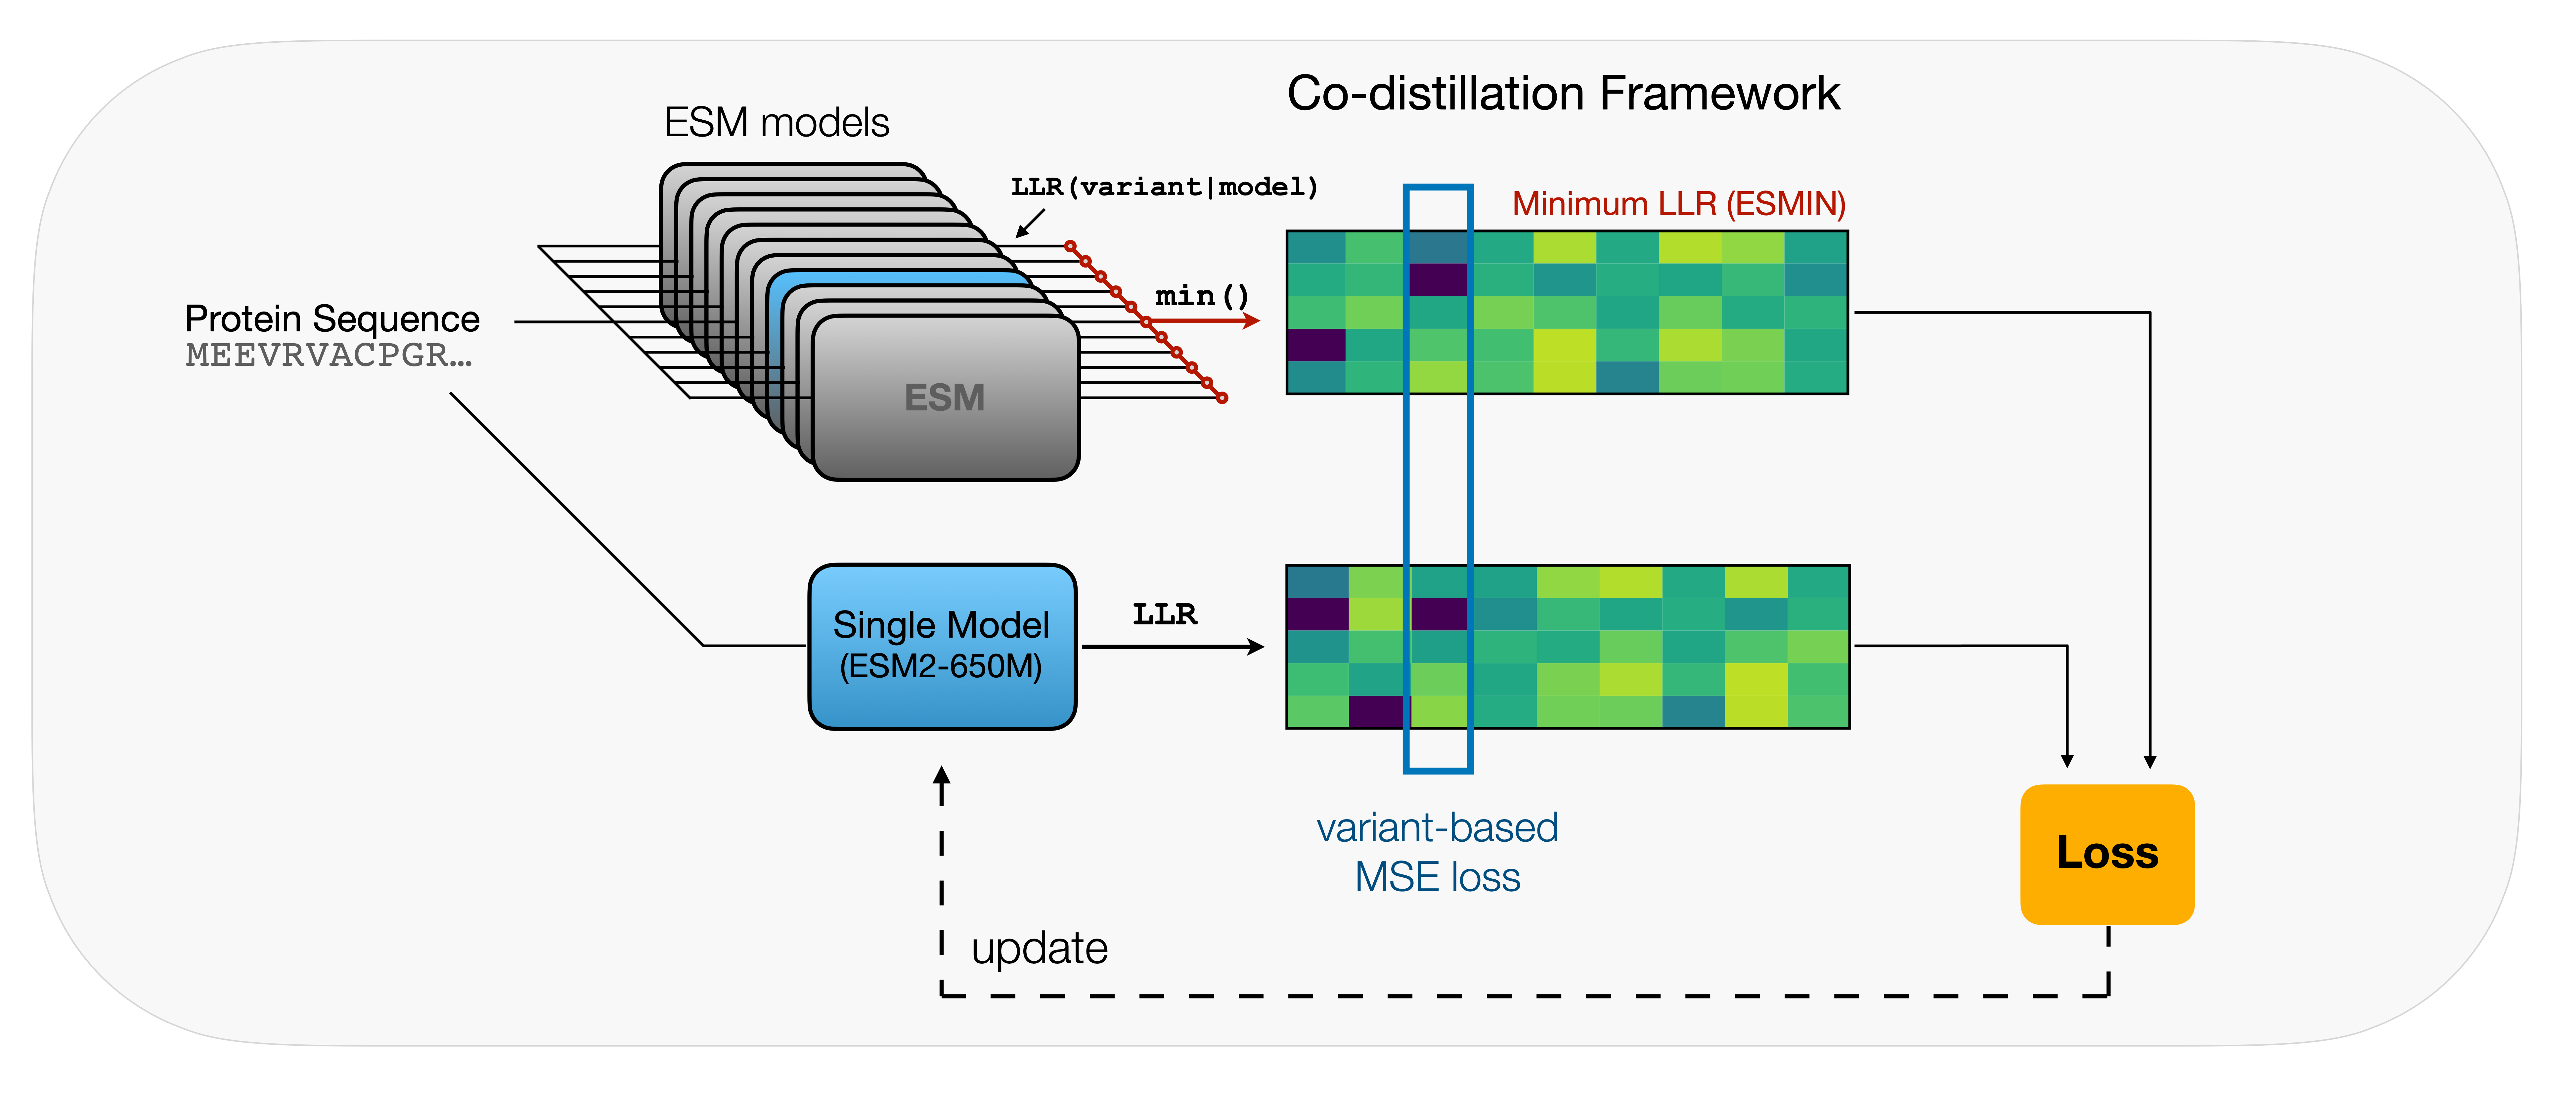 Co-distillation Framework
ESM models
LLR(variant|model)
Minimum LLR (ESMIN)
min()
Protein Sequence
MEEVRVACPGR…
ESM
Single Model
(ESM2-650M)
LLR
variant-based
MSE loss
Loss
update